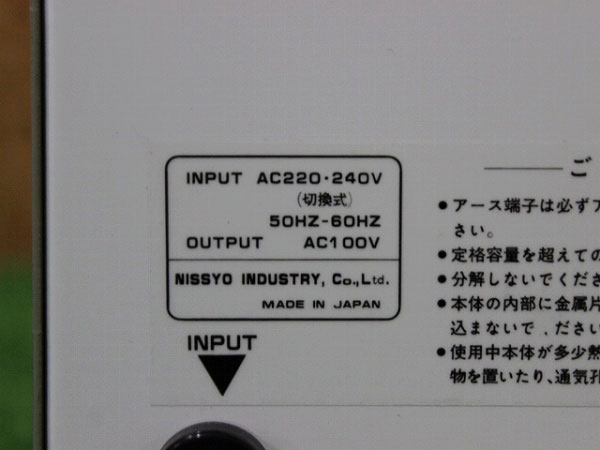 INPUT AC220・240V
(切換式)
50HZ-60HZ
OUTPUT AC100V
NISSYO INDUSTRY, Co.,Ltd.
MADE IN JAPAN
INPUT
ご
●アース端子は必ず
さい。
●定格容量を超えての
●分解しないでくださ
●本体の内部に金属片
込まないで ださい
●使用中本体が多少熱
物を置いたり、通気孔